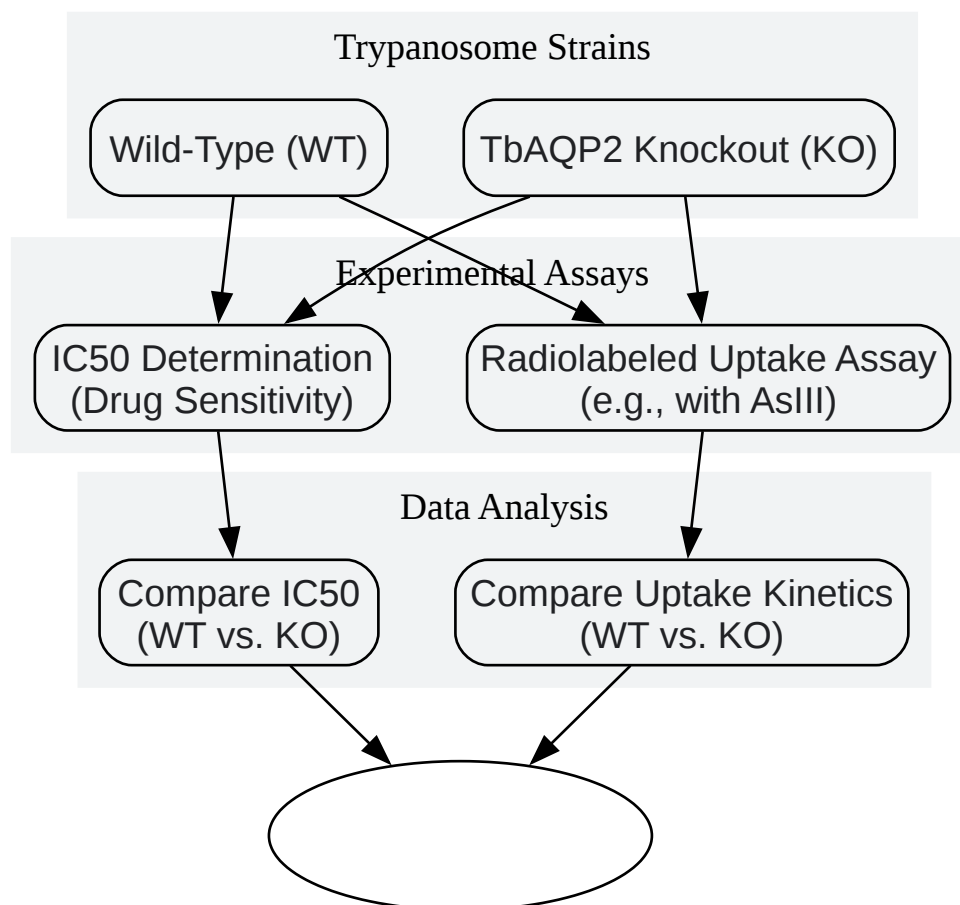 Trypanosome Strains
Wild-Type (WT)
TbAQP2 Knockout (KO)
Experimental Assays
IC50 Determination
(Drug Sensitivity)
Radiolabeled Uptake Assay
(e.g., with AsIII)
Data Analysis
Compare IC50
(WT vs. KO)
Compare Uptake Kinetics
(WT vs. KO)